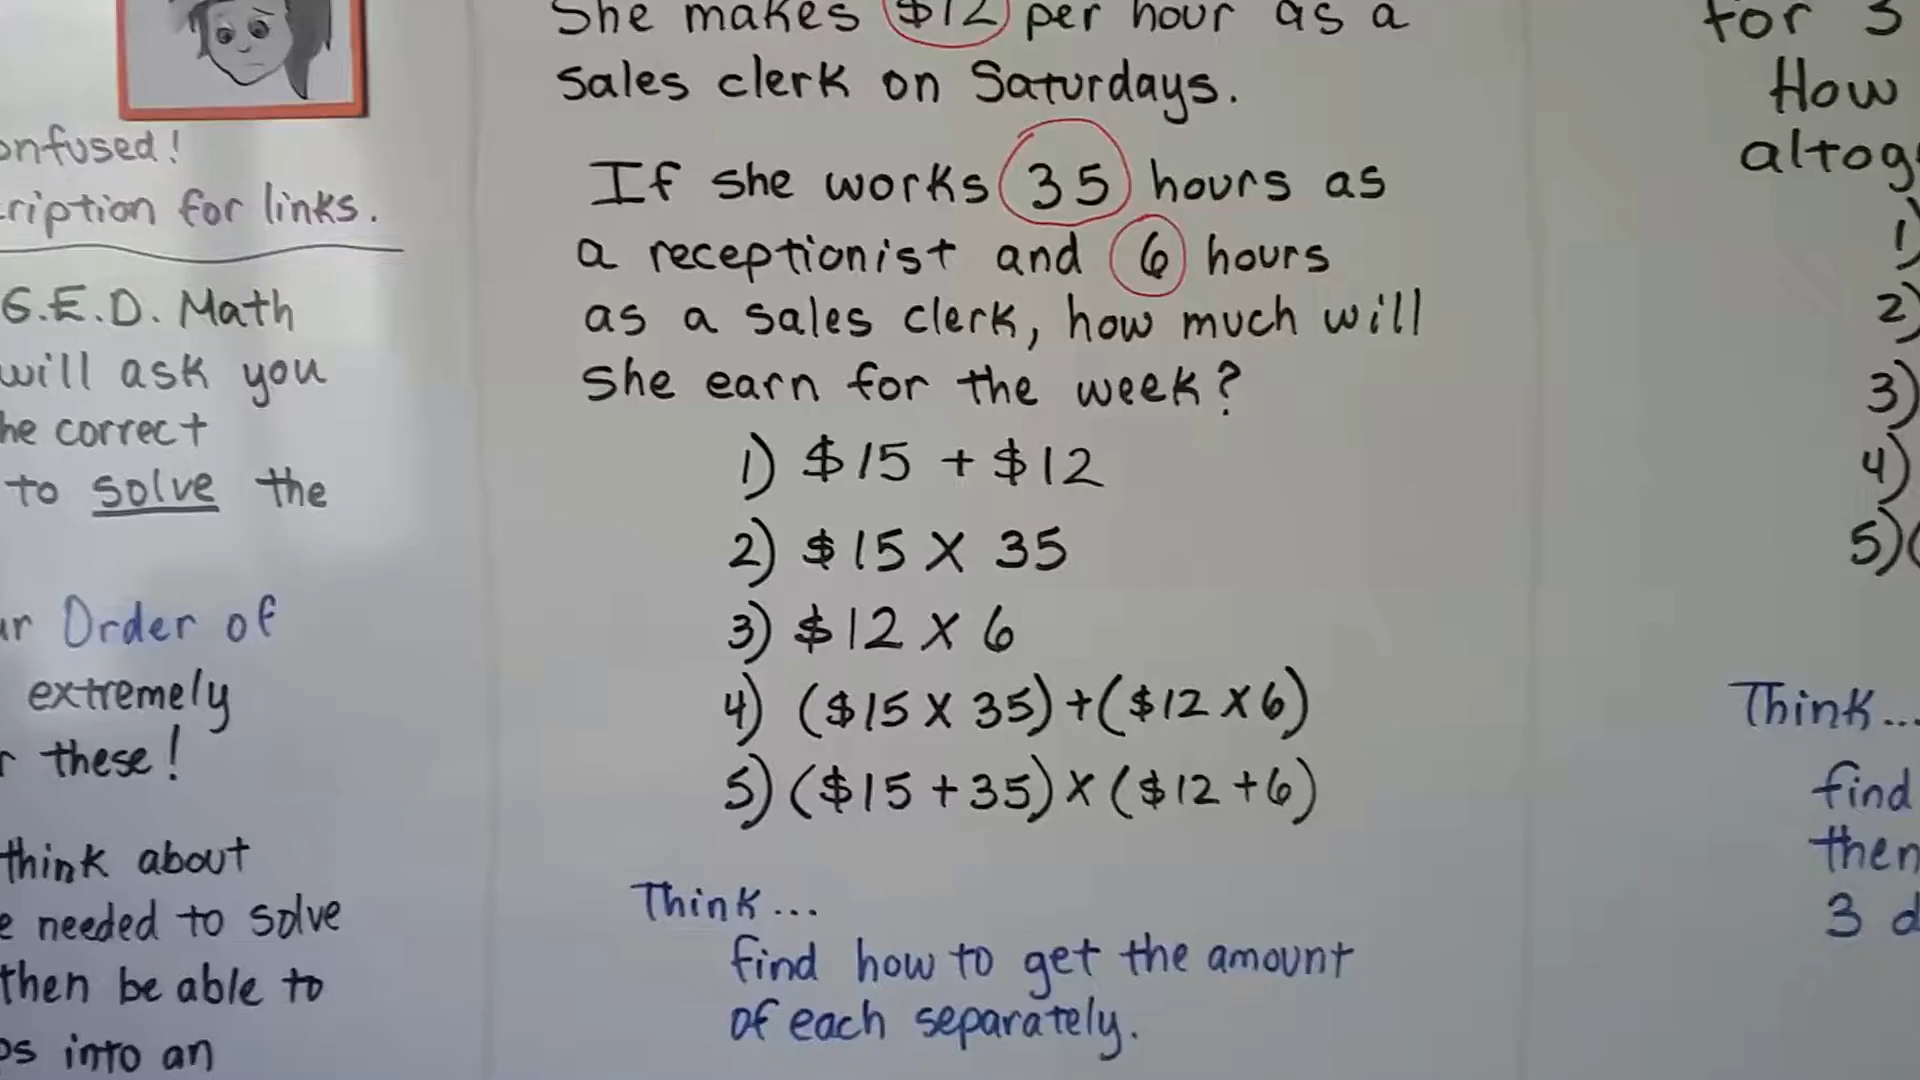 onfused!
cription for links.
G.E.D. Math
will ask you
he correct
to solve the
ur Order of
extremely
r these!
think about
e needed to solve
then be able to
ps into an
She makes $12 per hour as a
sales clerk on Saturdays.
If she works 35 hours as
a receptionist and 6 hours
as a sales clerk, how much will
she earn for the week?
1) $15 + $12
2) $15 X 35
3) $12 X 6
4) ($15 X 35)+($12 X 6)
5) ($15 + 35) X ($12 + 6)
Think...
find how to get the amount
of each separately.
for 3
How
altog
1)
2)
3)
4)
5)(
Think...
find
then
3 d